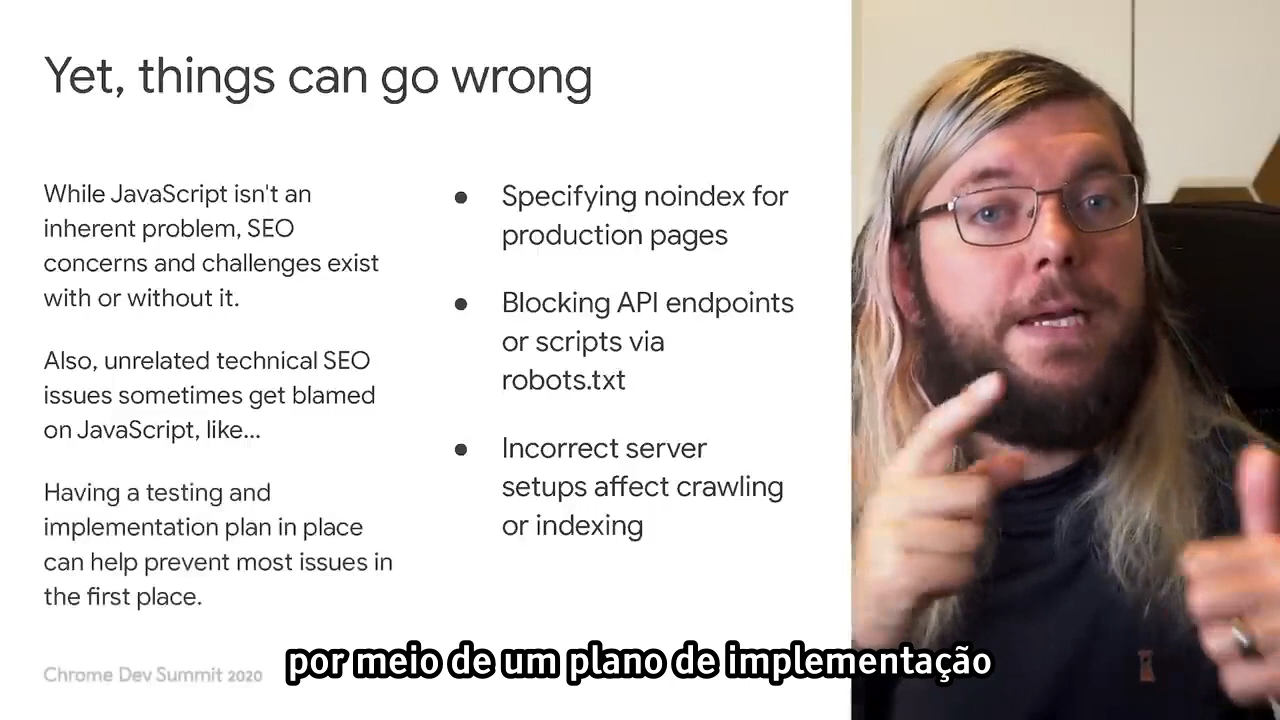 Yet, things can go wrong
While JavaScript isn't an
inherent problem, SEO
concerns and challenges exist
with or without it.
Also, unrelated technical SEO
issues sometimes get blamed
on JavaScript, like...
Having a testing and
implementation plan in place
can help prevent most issues in
the first place.
● Specifying noindex for
production pages
● Blocking API endpoints
or scripts via
robots.txt
● Incorrect server
setups affect crawling
or indexing
Chrome Dev Summit 2020
por meio de um plano de implementação